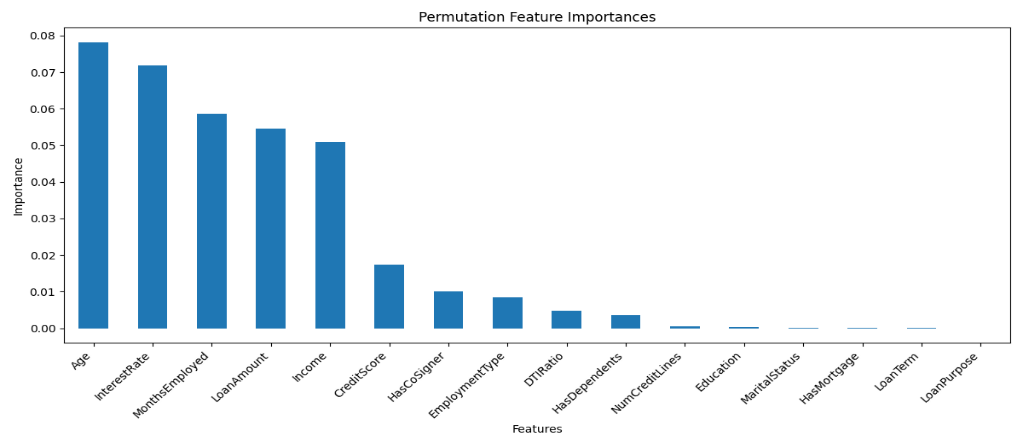 Permutation Feature Importances
Importance
0.08
0.07
0.06
0.05
0.04
0.03
0.02
0.01
0.00
Age
InterestRate
MonthsEmployed
LoanAmount
Income
CreditScore
HasCoSigner
EmploymentType
DTIRatio
HasDependents
NumCreditLines
Education
MaritalStatus
HasMortgage
LoanTerm
LoanPurpose
Features